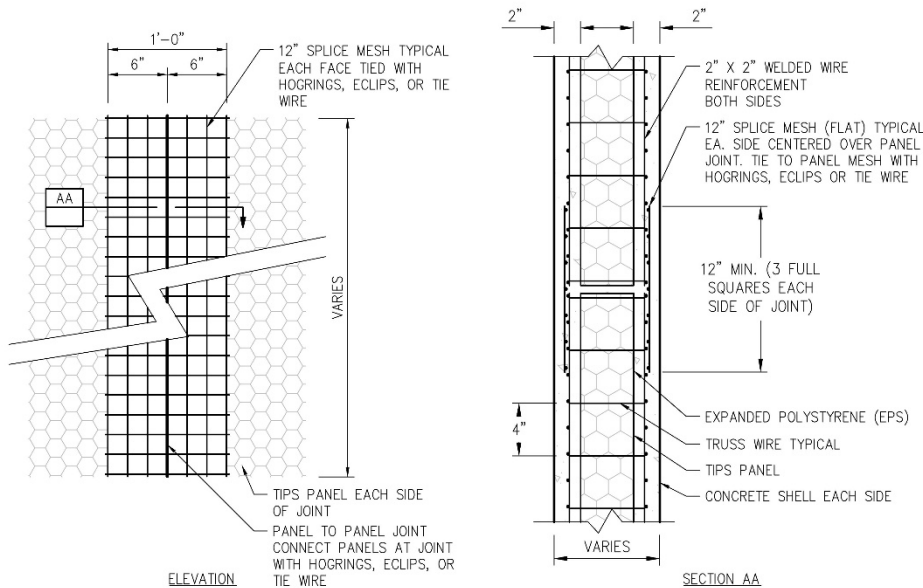 1'-0"
6"
6"
12" SPLICE MESH TYPICAL
EACH FACE TIED WITH
HOGRINGS, ECLIPS, OR TIE
WIRE
AA
VARIES
TIPS PANEL EACH SIDE
OF JOINT
PANEL TO PANEL JOINT
CONNECT PANELS AT JOINT
WITH HOGRINGS, ECLIPS, OR
TIE WIRE
ELEVATION
2"
2"
2" X 2" WELDED WIRE
REINFORCEMENT
BOTH SIDES
12" SPLICE MESH (FLAT) TYPICAL
EA. SIDE CENTERED OVER PANEL
JOINT. TIE TO PANEL MESH WITH
HOGRINGS, ECLIPS OR TIE WIRE
12" MIN. (3 FULL
SQUARES EACH
SIDE OF JOINT)
4"
EXPANDED POLYSTYRENE (EPS)
TRUSS WIRE TYPICAL
TIPS PANEL
CONCRETE SHELL EACH SIDE
VARIES
SECTION AA